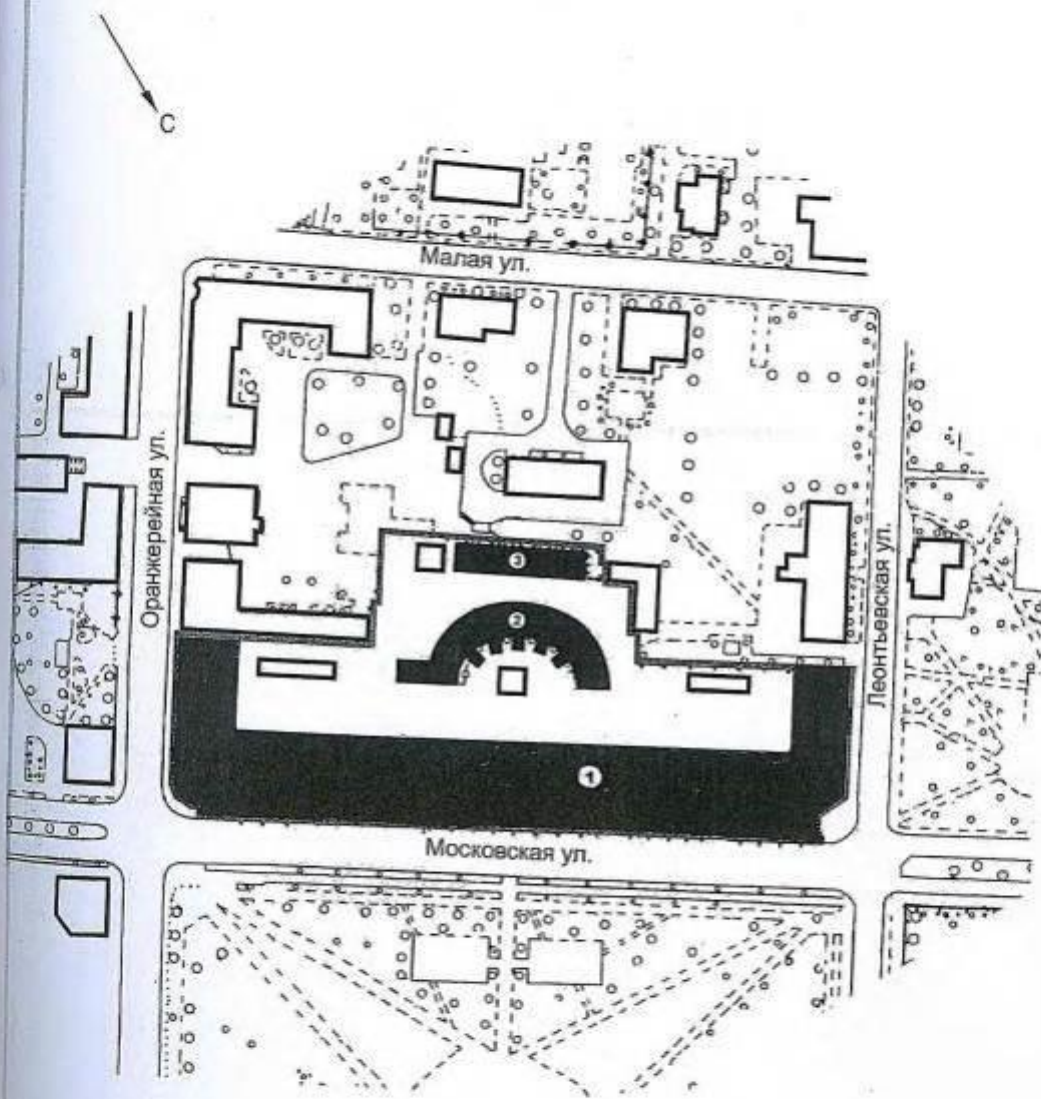 С
Малая ул.
Оранжерейная ул.
3
2
Леонтьевская ул.
1
Московская ул.